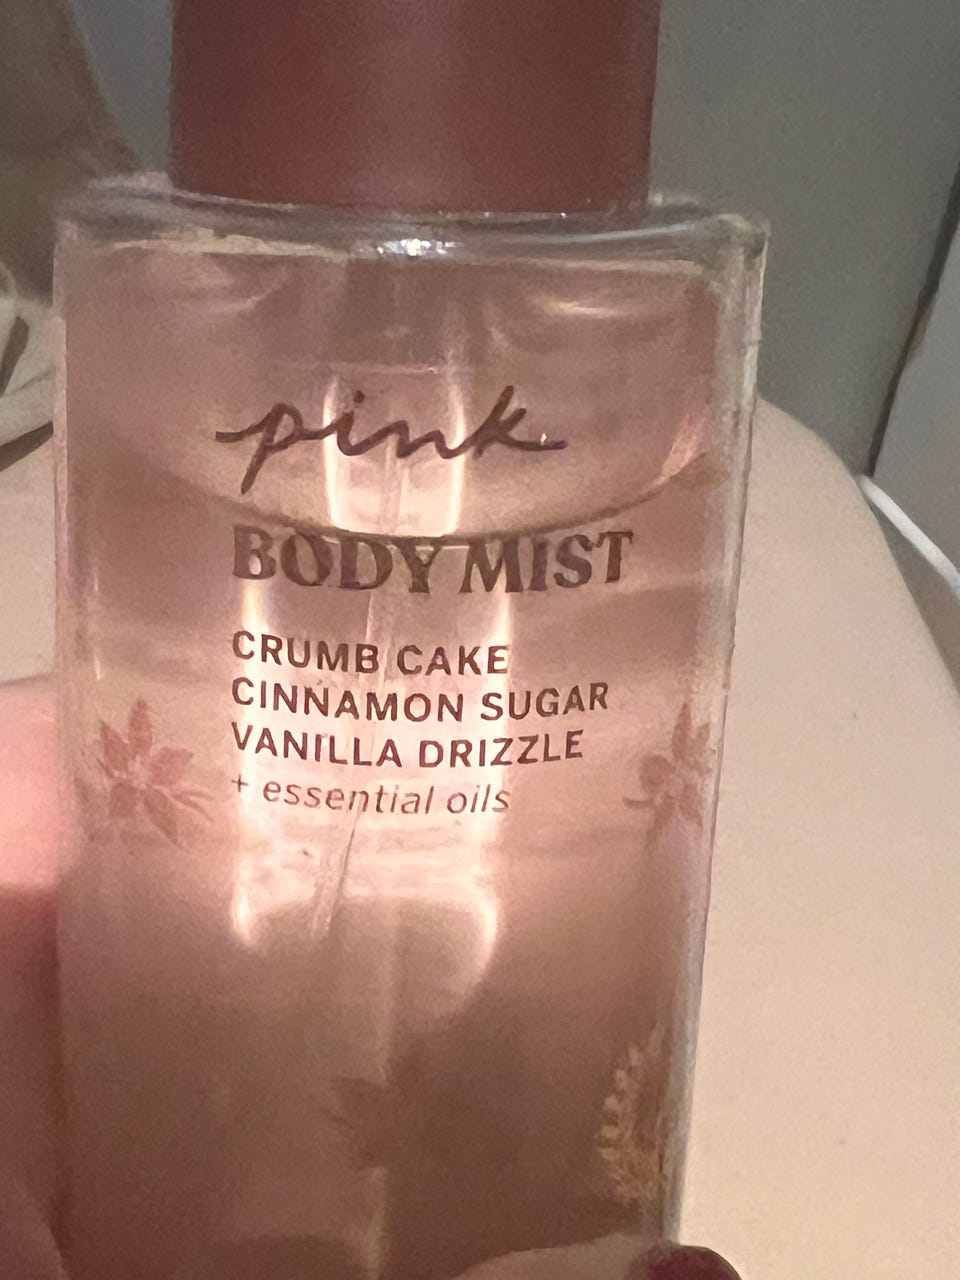 pink
BODY MIST
CRUMB CAKE
CINNAMON SUGAR
VANILLA DRIZZLE
+ essential oils